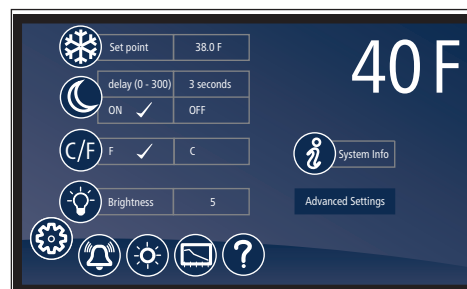 40 F
Set point 38.0 F
delay (0 - 300) 3 seconds
ON ✓ OFF
C/F F ✓ C
i System Info
Brightness 5
Advanced Settings
?